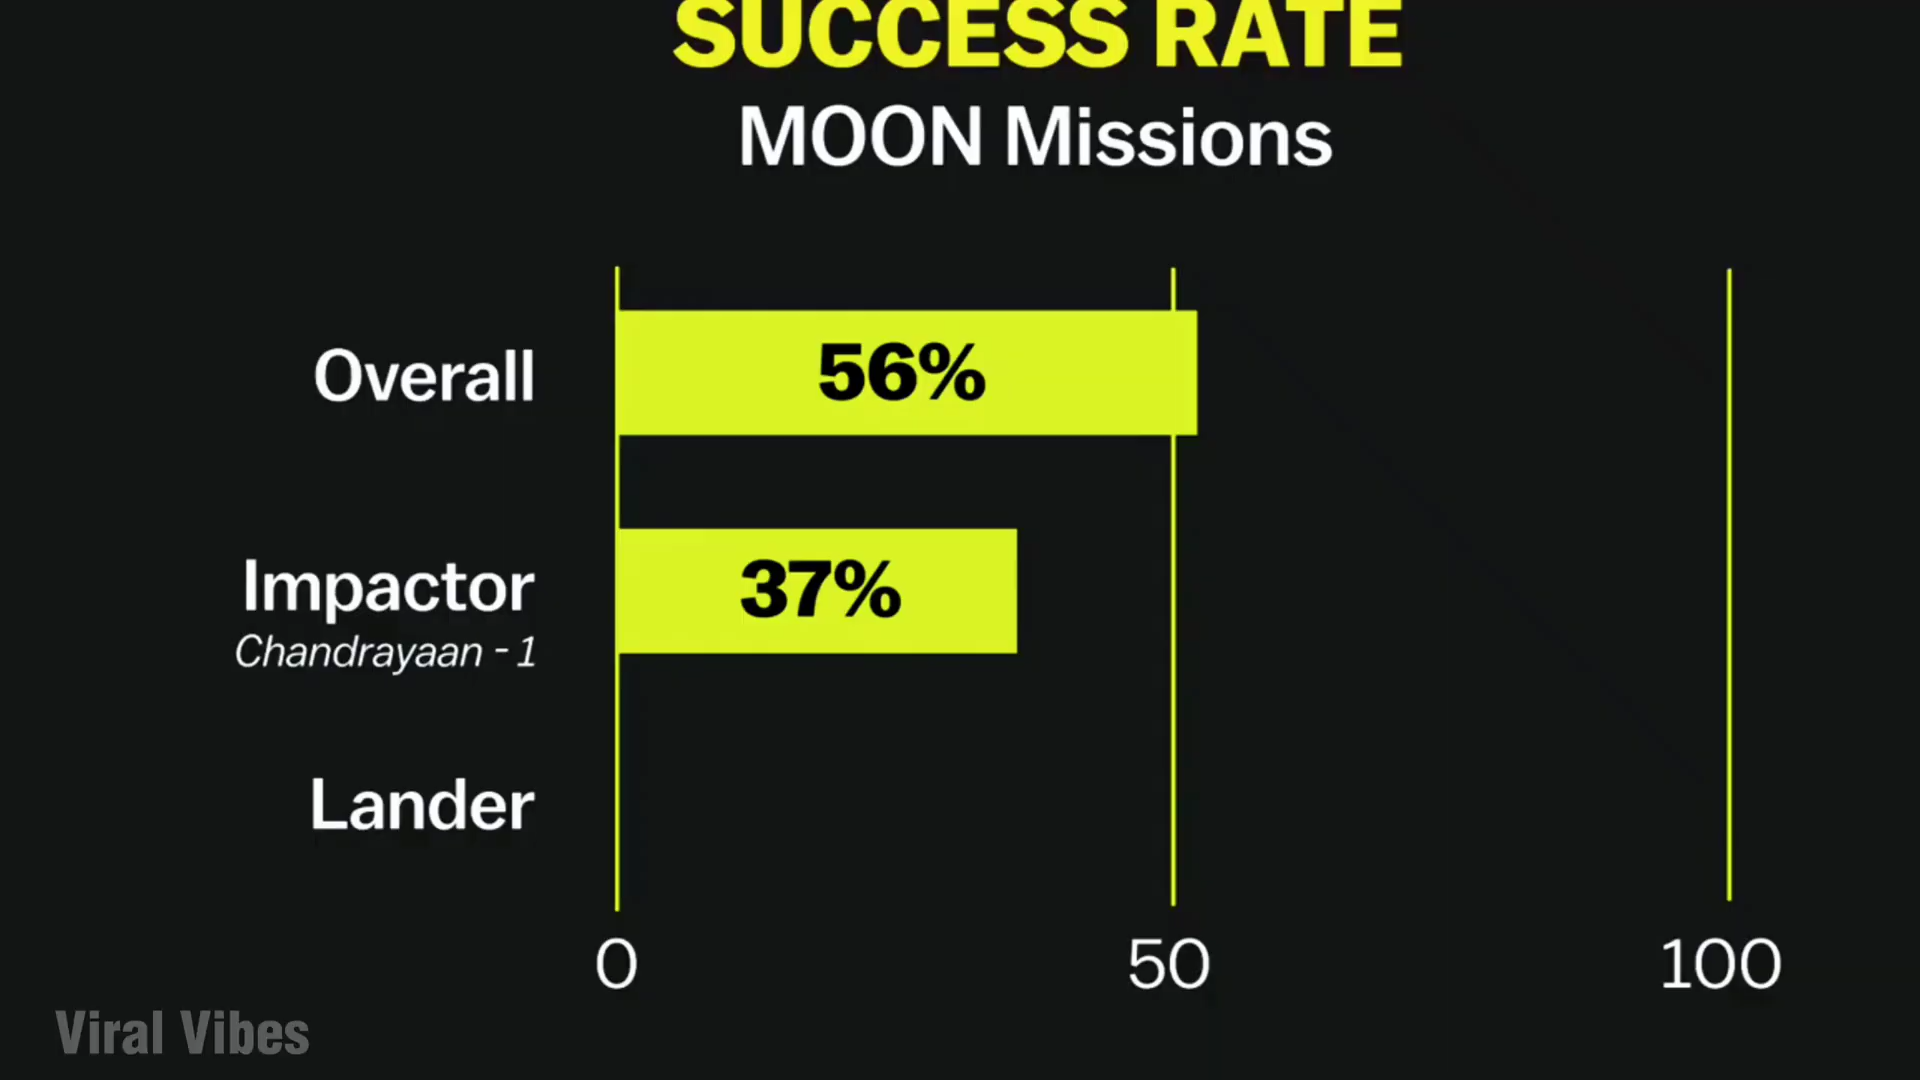 SUCCESS RATE
MOON Missions
Overall
56%
Impactor
37%
Chandrayaan - 1
Lander
0
50
100
Viral Vibes